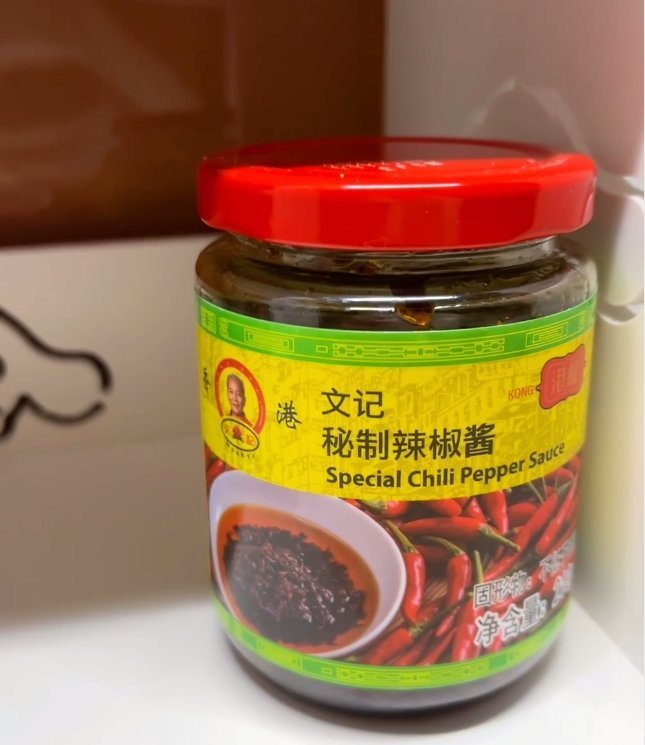 香港
文记
秘制辣椒酱
Special Chili Pepper Sauce
KONG
港
固形物:
净含量: